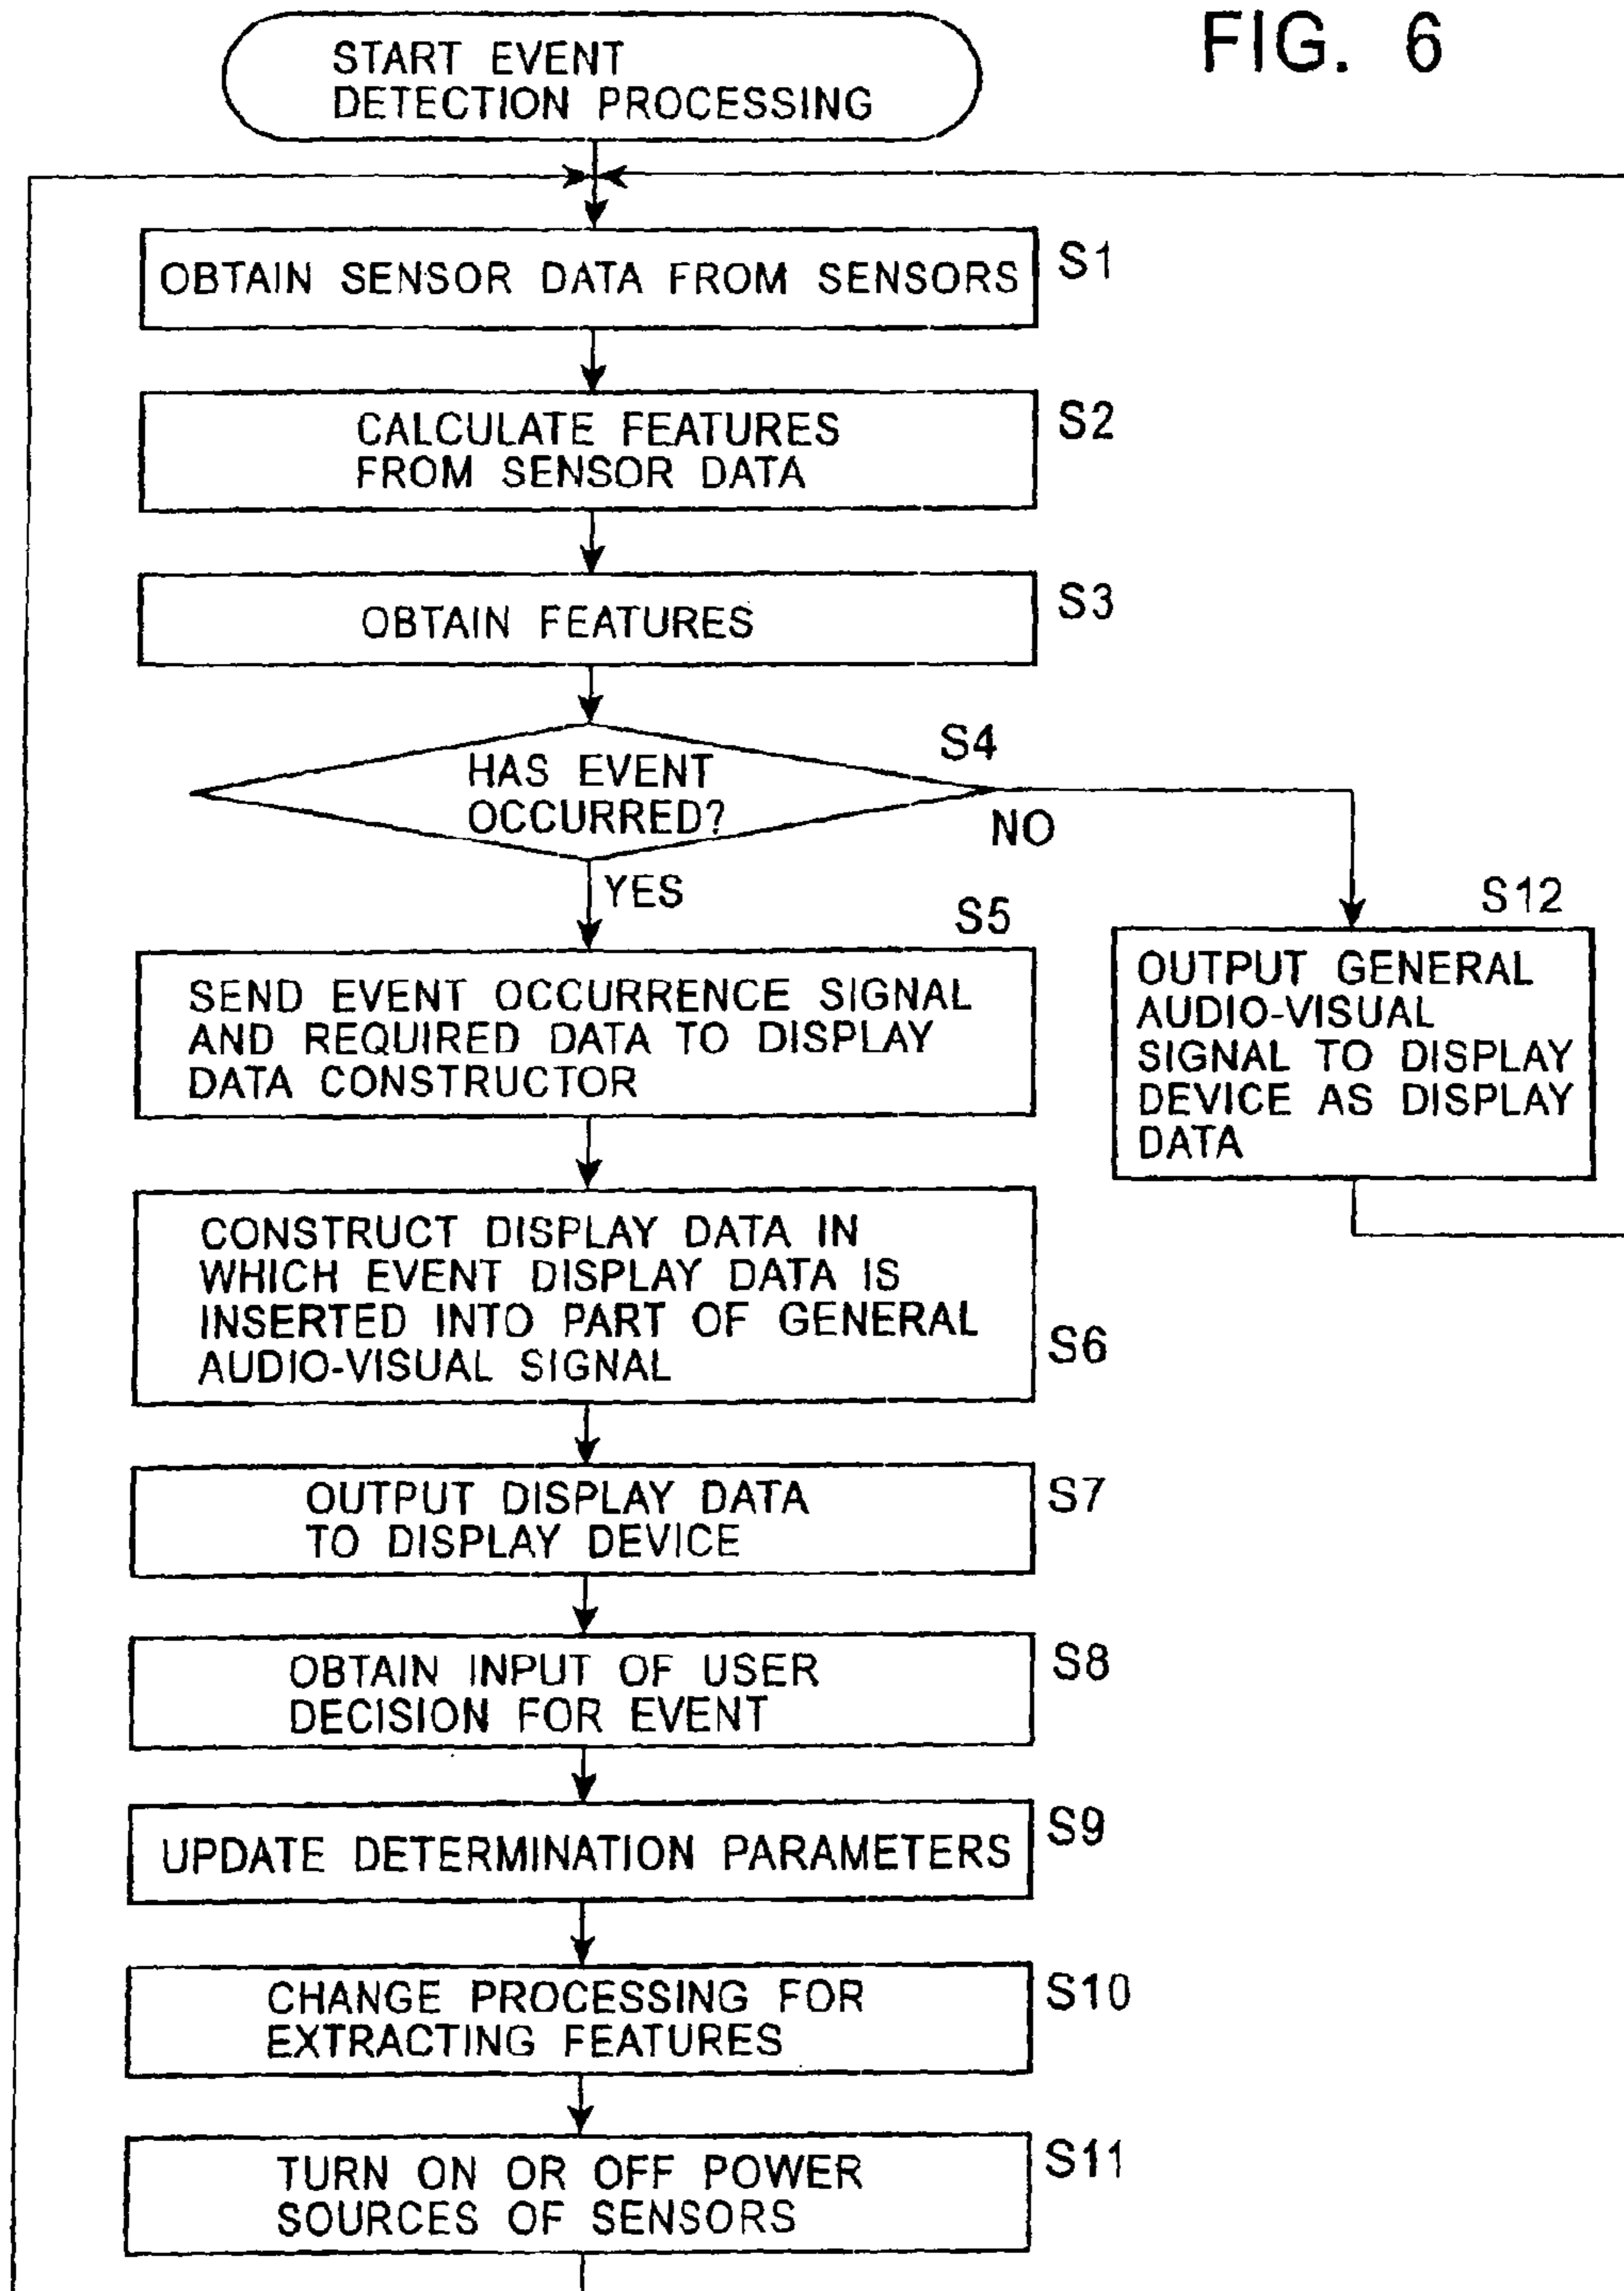 FIG. 6
START EVENT
DETECTION PROCESSING
OBTAIN SENSOR DATA FROM SENSORS
S1
CALCULATE FEATURES
FROM SENSOR DATA
S2
OBTAIN FEATURES
S3
HAS EVENT
OCCURRED?
S4
NO
YES
S5
SEND EVENT OCCURRENCE SIGNAL
AND REQUIRED DATA TO DISPLAY
DATA CONSTRUCTOR
S12
OUTPUT GENERAL
AUDIO-VISUAL
SIGNAL TO DISPLAY
DEVICE AS DISPLAY
DATA
CONSTRUCT DISPLAY DATA IN
WHICH EVENT DISPLAY DATA IS
INSERTED INTO PART OF GENERAL
AUDIO-VISUAL SIGNAL
S6
OUTPUT DISPLAY DATA
TO DISPLAY DEVICE
S7
OBTAIN INPUT OF USER
DECISION FOR EVENT
S8
UPDATE DETERMINATION PARAMETERS
S9
CHANGE PROCESSING FOR
EXTRACTING FEATURES
S10
TURN ON OR OFF POWER
SOURCES OF SENSORS
S11